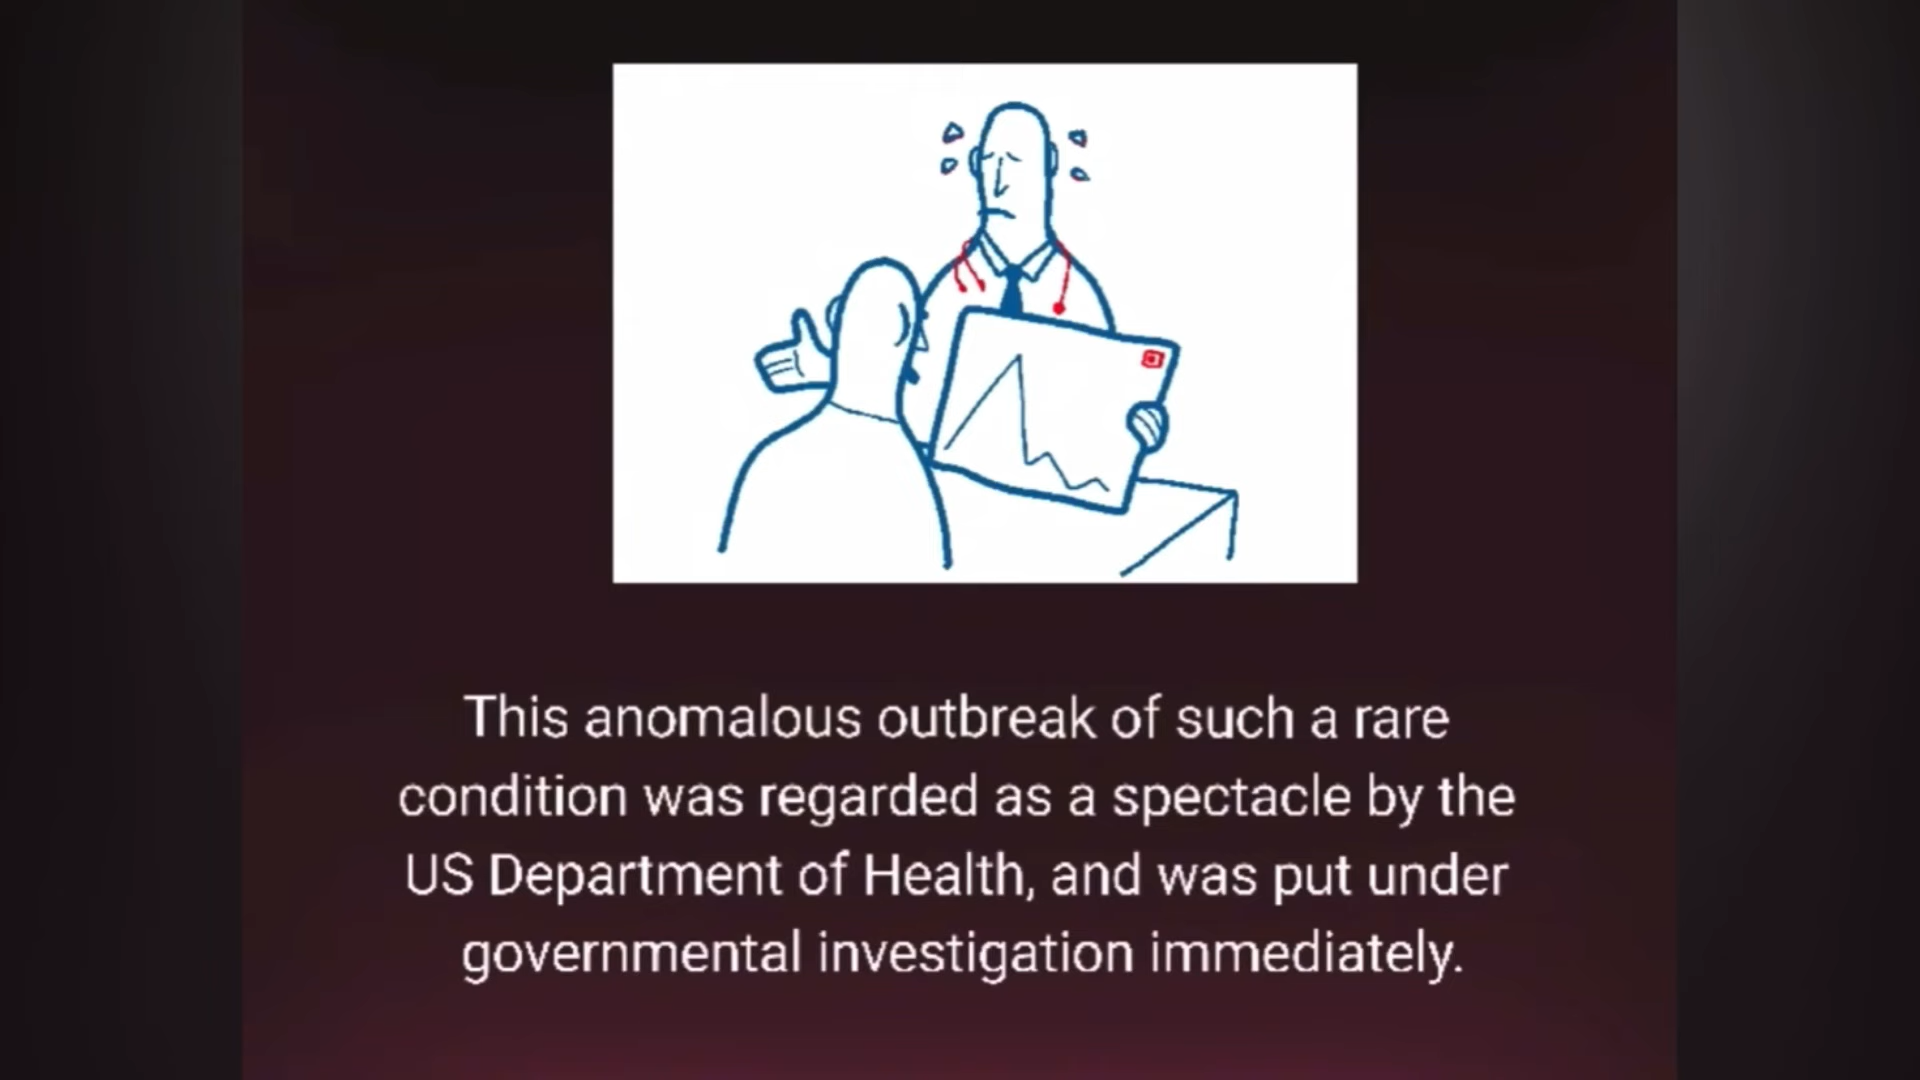 This anomalous outbreak of such a rare
condition was regarded as a spectacle by the
US Department of Health, and was put under
governmental investigation immediately.